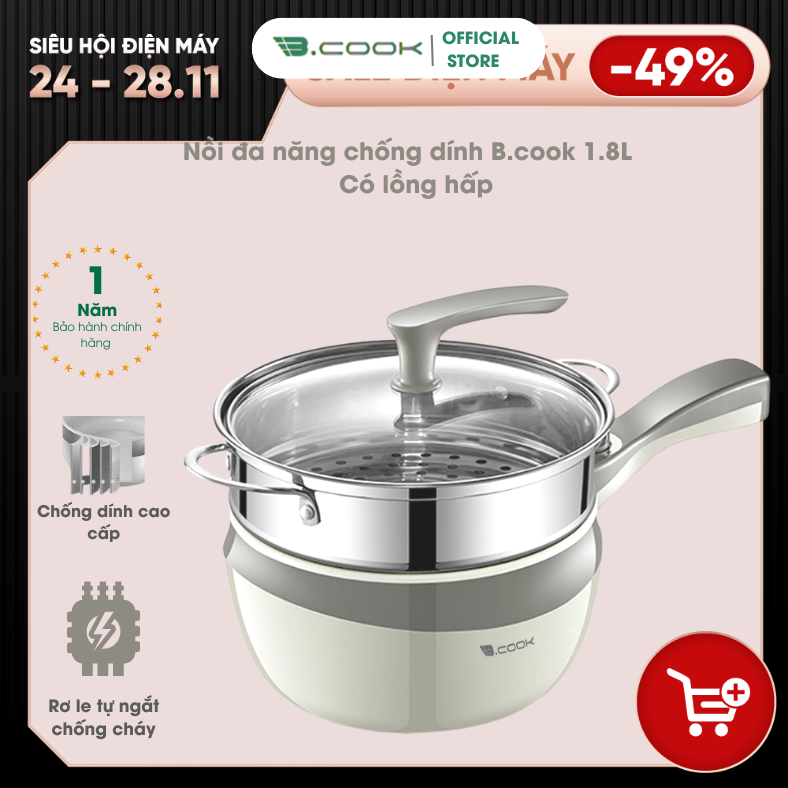 SIÊU HỘI ĐIỆN MÁY
24 - 28.11
B.COOK
OFFICIAL
STORE
-49%
Nồi đa năng chống dính B.cook 1.8L
Có lồng hấp
1
Năm
Bảo hành chính
hãng
Chống dính cao
cấp
Rơ le tự ngắt
chống cháy
B.COOK